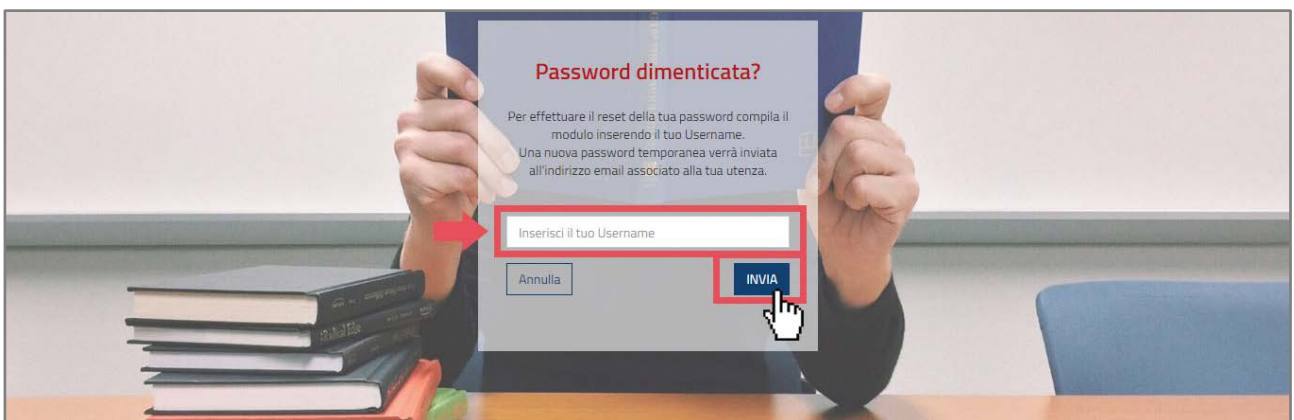 Password dimenticata?
Per effettuare il reset della tua password compila il
modulo inserendo il tuo Username.
Una nuova password temporanea verrà inviata
all'indirizzo email associato alla tua utenza.
Inserisci il tuo Username
Annulla
INVIA